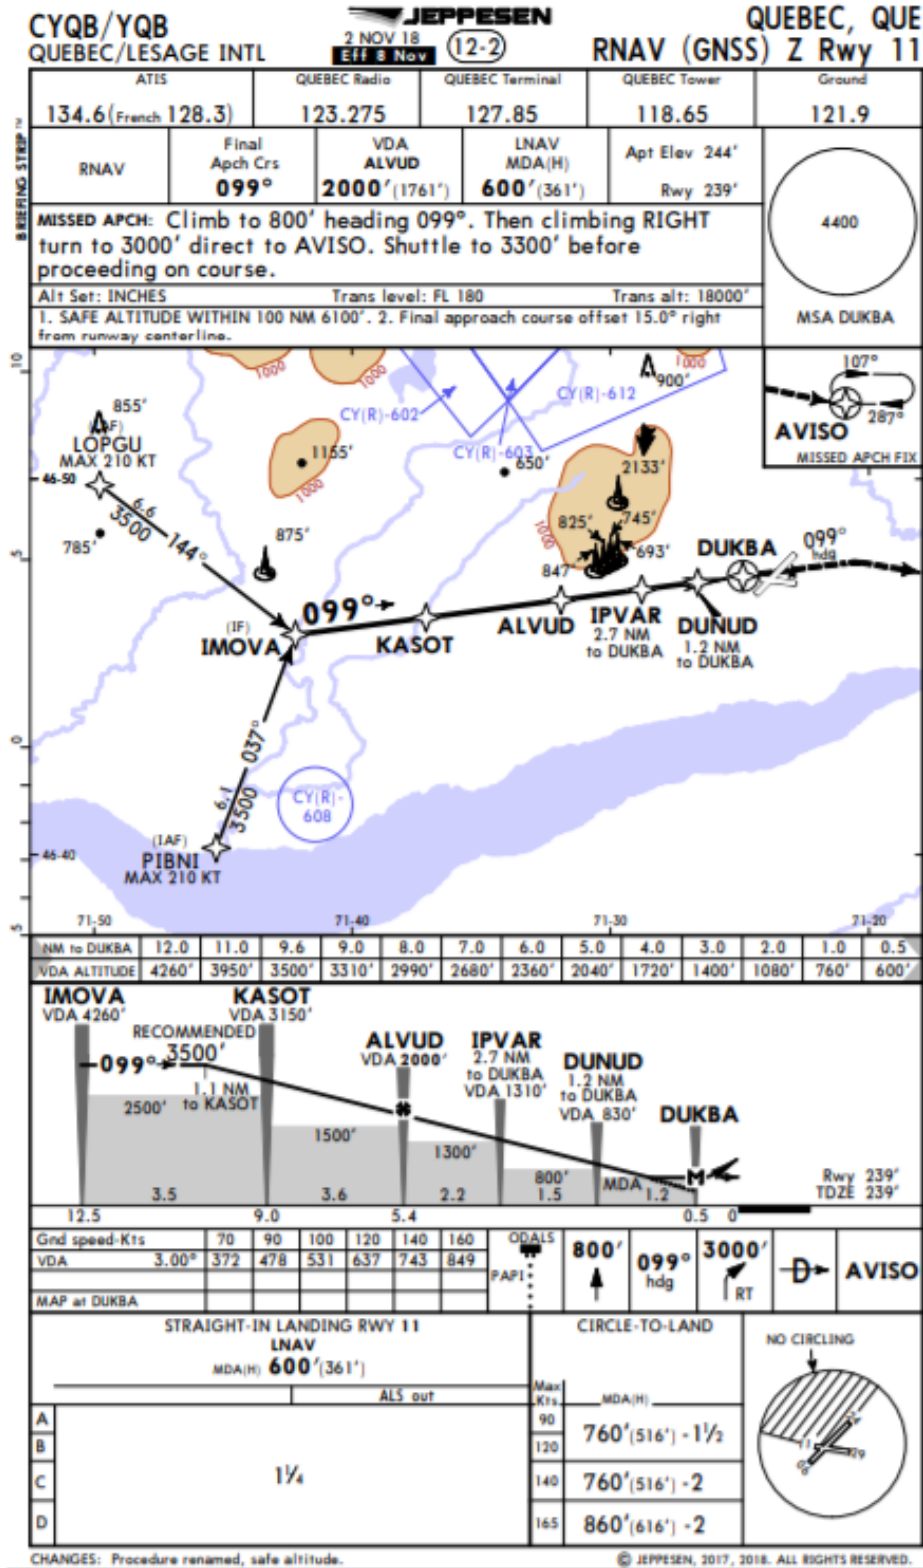 CYQB/YQB
QUEBEC/LESAGE INTL
JEPPESEN
2 NOV 18
Eff 8 Nov
12-2
QUEBEC, QUE
RNAV (GNSS) Z Rwy 11
BRIEFING STRIP™
ATIS
134.6(French 128.3)
QUEBEC Radio
123.275
QUEBEC Terminal
127.85
QUEBEC Tower
118.65
Ground
121.9
RNAV
Final
Apch Crs
099°
VDA
ALVUD
2000'(1761')
LNAV
MDA(H)
600'(361')
Apt Elev 244'
Rwy 239'
4400
MSA DUKBA
MISSED APCH: Climb to 800' heading 099°. Then climbing RIGHT
turn to 3000' direct to AVISO. Shuttle to 3300' before
proceeding on course.
Alt Set: INCHES Trans level: FL 180 Trans alt: 18000'
1. SAFE ALTITUDE WITHIN 100 NM 6100'. 2. Final approach course offset 15.0° right
from runway centerline.
10
1000
1000
1000
900'
107°
287°
AVISO
MISSED APCH FIX
CY(R)-602
CY(R)-612
CY(R)-603
855'
LOPGU
MAX 210 KT
46-50
1155'
1000
650'
2133'
825'
745'
693'
847'
1000
785'
6.6
3500
144°
875'
5
DUKBA
099°
hdg
099°
(IF)
IMOVA
KASOT
ALVUD
IPVAR
2.7 NM
to DUKBA
DUNUD
1.2 NM
to DUKBA
0
037°
6.1
3500
CY(R)-
608
46-40
(IAF)
PIBNI
MAX 210 KT
5
71-50
71-40
71-30
71-20
NM to DUKBA 12.0 11.0 9.6 9.0 8.0 7.0 6.0 5.0 4.0 3.0 2.0 1.0 0.5
VDA ALTITUDE 4260' 3950' 3500' 3310' 2990' 2680' 2360' 2040' 1720' 1400' 1080' 760' 600'
IMOVA
VDA 4260'
KASOT
VDA 3150'
RECOMMENDED
3500'
099°
1.1 NM
to KASOT
ALVUD
VDA 2000'
IPVAR
2.7 NM
to DUKBA
VDA 1310'
DUNUD
1.2 NM
to DUKBA
VDA 830'
DUKBA
2500'
1500'
1300'
800'
MDA
M
Rwy 239'
TDZE 239'
3.5 3.6 2.2 1.5 1.2
12.5 9.0 5.4 0.5 0
Gnd speed-Kts 70 90 100 120 140 160
VDA 3.00° 372 478 531 637 743 849
MAP at DUKBA
ODALS
PAPI
800'
099°
hdg
3000'
RT
D
AVISO
STRAIGHT-IN LANDING RWY 11
LNAV
MDA(H) 600'(361')
ALS out
A
B
C
D
1¼
CIRCLE-TO-LAND
Max
Kts
MDA(H)
90
120
760'(516') - 1½
140
760'(516') - 2
165
860'(616') - 2
NO CIRCLING
24
11
29
06
CHANGES: Procedure renamed, safe altitude.
© JEPPESEN, 2017, 2018. ALL RIGHTS RESERVED.